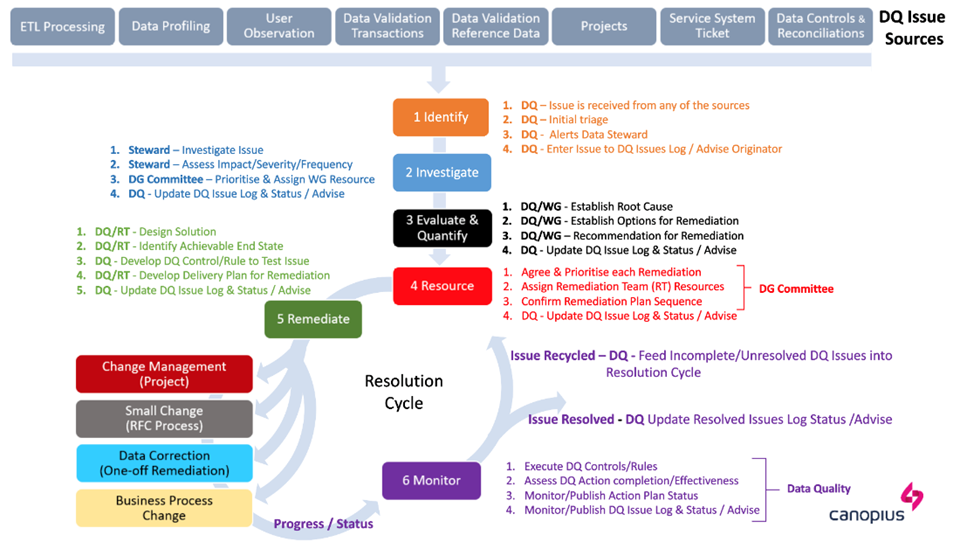 ETL Processing
Data Profiling
User
Observation
Data Validation
Transactions
Data Validation
Reference Data
Projects
Service System
Ticket
Data Controls &
Reconciliations
DQ Issue
Sources
1 Identify
1. DQ – Issue is received from any of the sources
2. DQ – Initial triage
3. DQ - Alerts Data Steward
4. DQ - Enter Issue to DQ Issues Log / Advise Originator
1. Steward – Investigate Issue
2. Steward – Assess Impact/Severity/Frequency
3. DG Committee – Prioritise & Assign WG Resource
4. DQ - Update DQ Issue Log & Status / Advise
2 Investigate
3 Evaluate &
Quantify
1. DQ/WG - Establish Root Cause
2. DQ/WG - Establish Options for Remediation
3. DQ/WG – Recommendation for Remediation
4. DQ - Update DQ Issue Log & Status / Advise
1. DQ/RT - Design Solution
2. DQ/RT - Identify Achievable End State
3. DQ – Develop DQ Control/Rule to Test Issue
4. DQ/RT - Develop Delivery Plan for Remediation
5. DQ - Update DQ Issue Log & Status / Advise
4 Resource
1. Agree & Prioritise each Remediation
2. Assign Remediation Team (RT) Resources
3. Confirm Remediation Plan Sequence
4. DQ - Update DQ Issue Log & Status / Advise
DG Committee
5 Remediate
Issue Recycled – DQ - Feed Incomplete/Unresolved DQ Issues into
Resolution Cycle
Change Management
(Project)
Small Change
(RFC Process)
Data Correction
(One-off Remediation)
Business Process
Change
Resolution
Cycle
Issue Resolved - DQ Update Resolved Issues Log Status /Advise
6 Monitor
1. Execute DQ Controls/Rules
2. Assess DQ Action completion/Effectiveness
3. Monitor/Publish Action Plan Status
4. Monitor/Publish DQ Issue Log & Status / Advise
Data Quality
Progress / Status
canopius